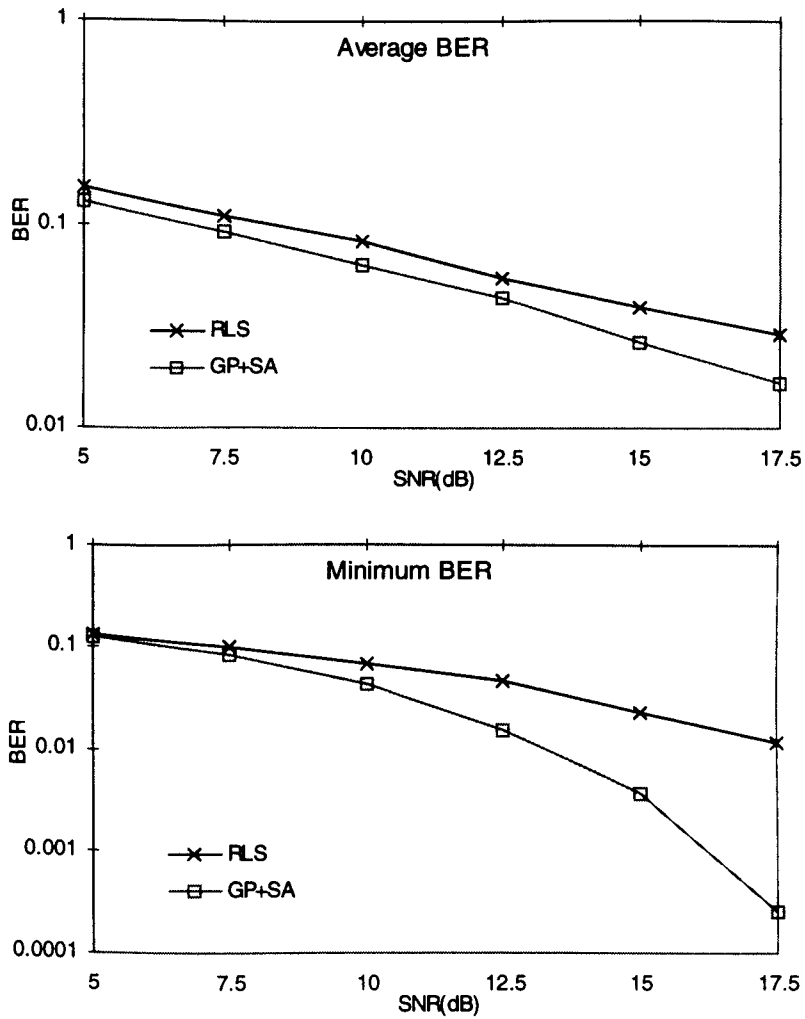 Average BER
1
0.1
0.01
BER
RLS
GP+SA
5 7.5 10 12.5 15 17.5
SNR(dB)
Minimum BER
1
0.1
0.01
0.001
0.0001
BER
RLS
GP+SA
5 7.5 10 12.5 15 17.5
SNR(dB)